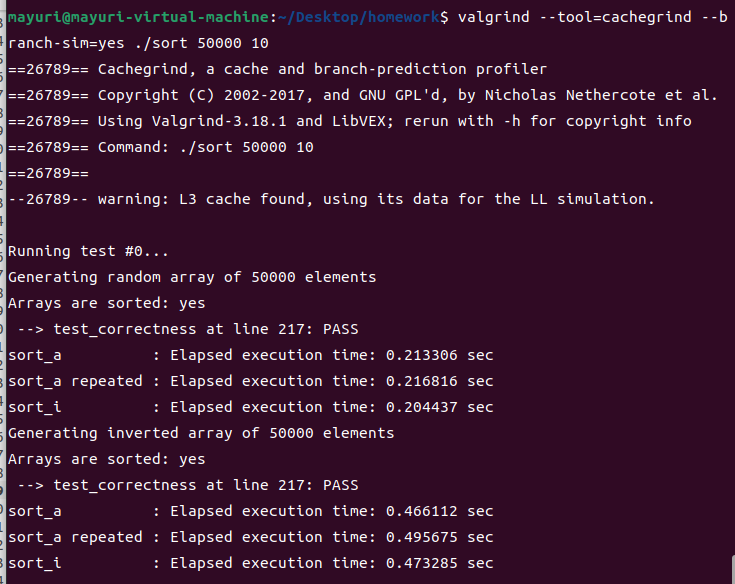 mayuri@mayuri-virtual-machine:~/Desktop/homework$ valgrind --tool=cachegrind --b
ranch-sim=yes ./sort 50000 10
==26789== Cachegrind, a cache and branch-prediction profiler
==26789== Copyright (C) 2002-2017, and GNU GPL'd, by Nicholas Nethercote et al.
==26789== Using Valgrind-3.18.1 and LibVEX; rerun with -h for copyright info
==26789== Command: ./sort 50000 10
==26789==
--26789-- warning: L3 cache found, using its data for the LL simulation.
Running test #0...
Generating random array of 50000 elements
Arrays are sorted: yes
 --> test_correctness at line 217: PASS
sort_a          : Elapsed execution time: 0.213306 sec
sort_a repeated : Elapsed execution time: 0.216816 sec
sort_i          : Elapsed execution time: 0.204437 sec
Generating inverted array of 50000 elements
Arrays are sorted: yes
 --> test_correctness at line 217: PASS
sort_a          : Elapsed execution time: 0.466112 sec
sort_a repeated : Elapsed execution time: 0.495675 sec
sort_i          : Elapsed execution time: 0.473285 sec